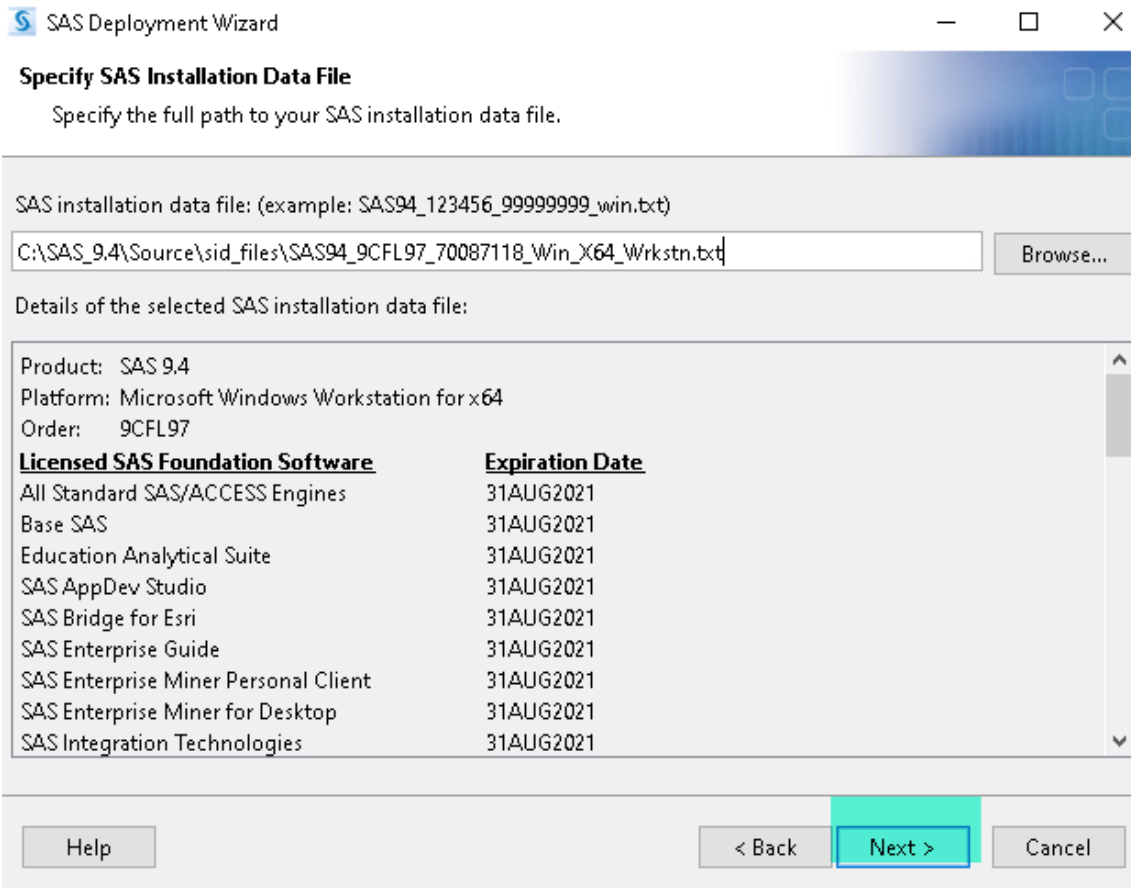 SAS Deployment Wizard
Specify SAS Installation Data File
Specify the full path to your SAS installation data file.
SAS installation data file: (example: SAS94_123456_99999999_win.txt)
C:\SAS_9.4\Source\sid_files\SAS94_9CFL97_70087118_Win_X64_Wrkstn.txt
Browse...
Details of the selected SAS installation data file:
Product: SAS 9.4
Platform: Microsoft Windows Workstation for x64
Order: 9CFL97
Licensed SAS Foundation Software Expiration Date
All Standard SAS/ACCESS Engines 31AUG2021
Base SAS 31AUG2021
Education Analytical Suite 31AUG2021
SAS AppDev Studio 31AUG2021
SAS Bridge for Esri 31AUG2021
SAS Enterprise Guide 31AUG2021
SAS Enterprise Miner Personal Client 31AUG2021
SAS Enterprise Miner for Desktop 31AUG2021
SAS Integration Technologies 31AUG2021
Help < Back Next > Cancel